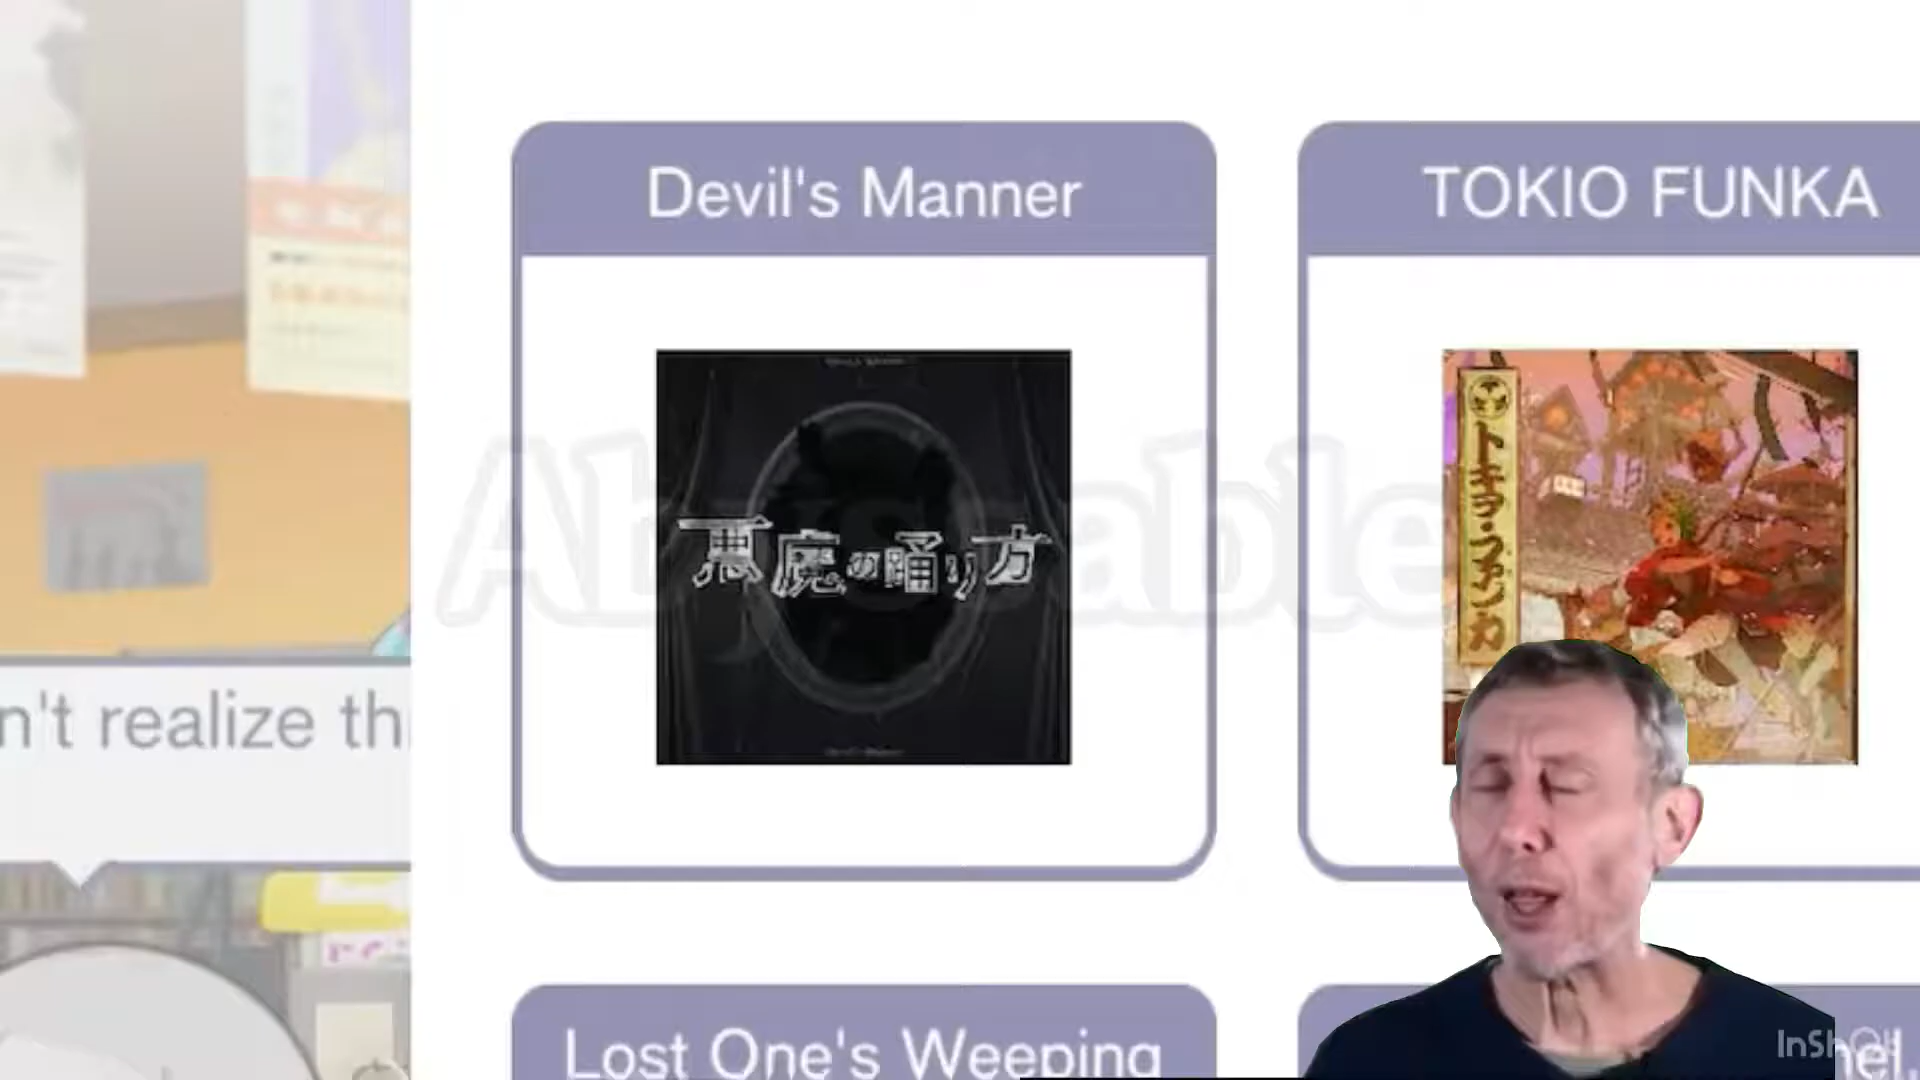 Devil's Manner
TOKIO FUNKA
悪魔の踊り方
トキヲ・ファンカ
Abyssable
n't realize th
Lost One's Weeping
InShOt